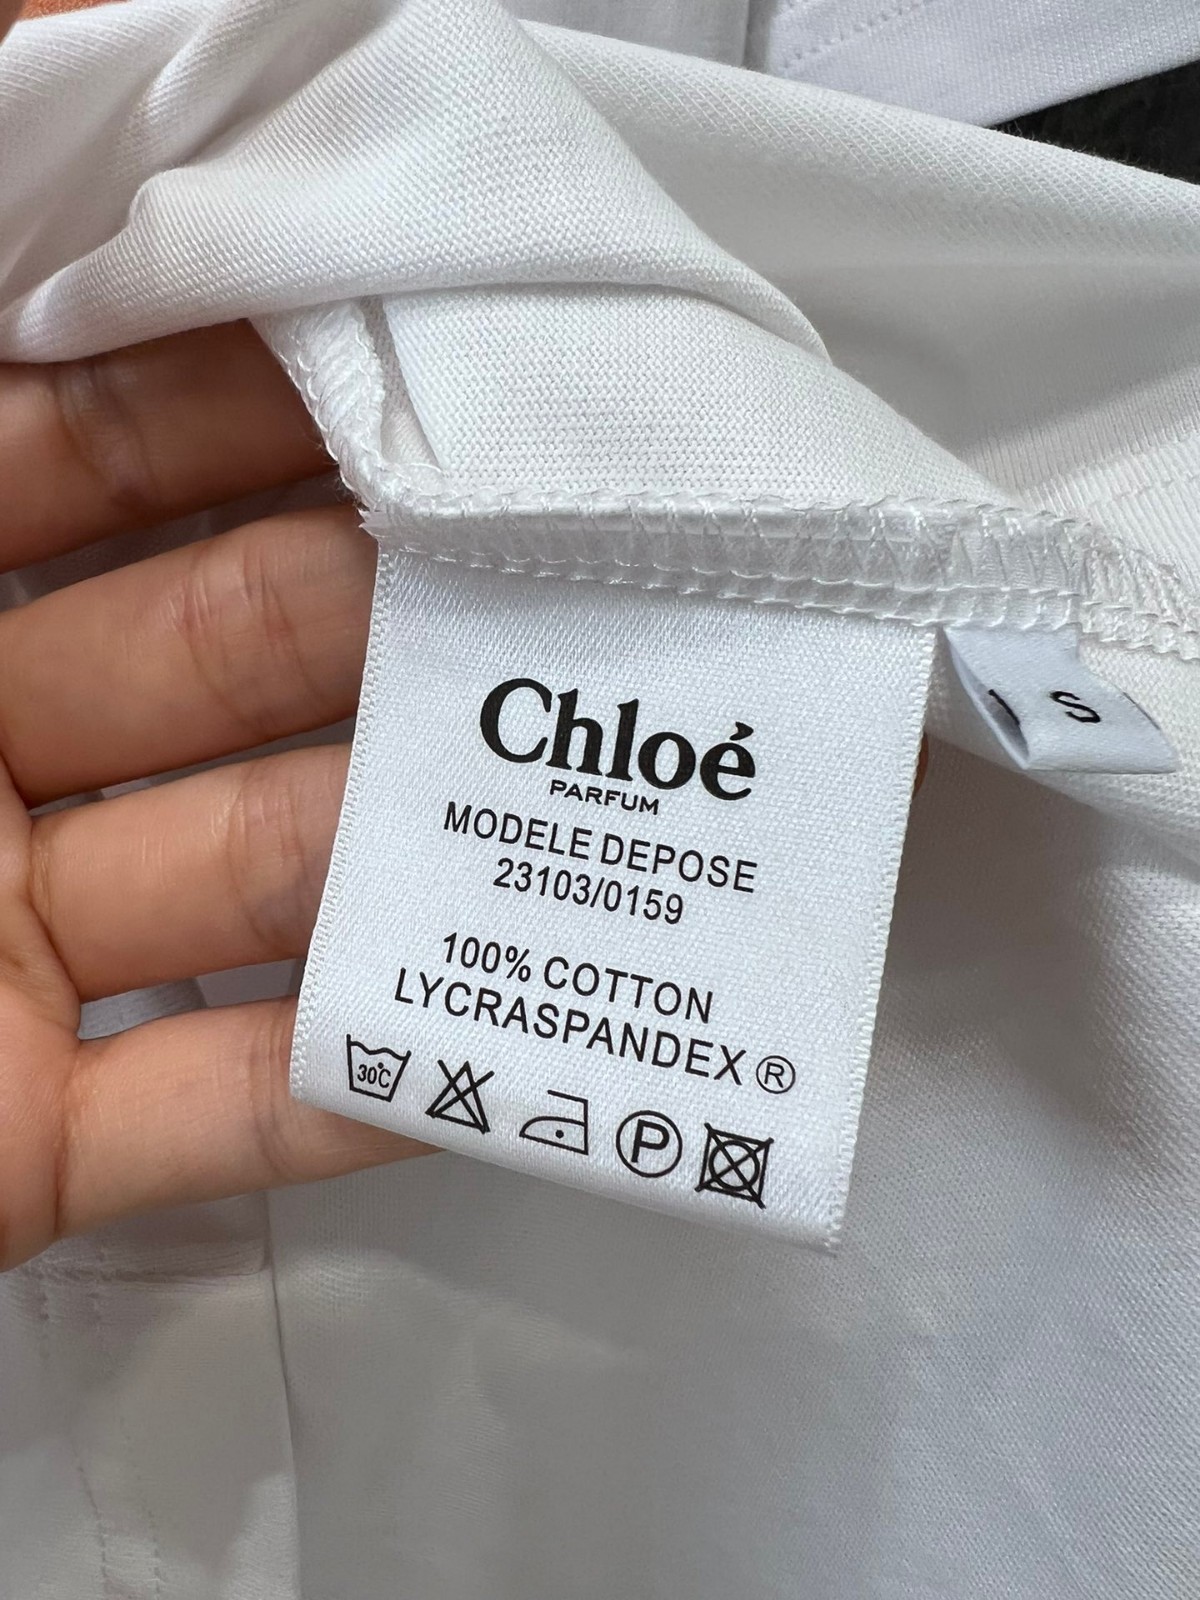 Chloé
PARFUM
MODELE DEPOSE
23103/0159
100% COTTON
LYCRASPANDEX®
30°C
P
S